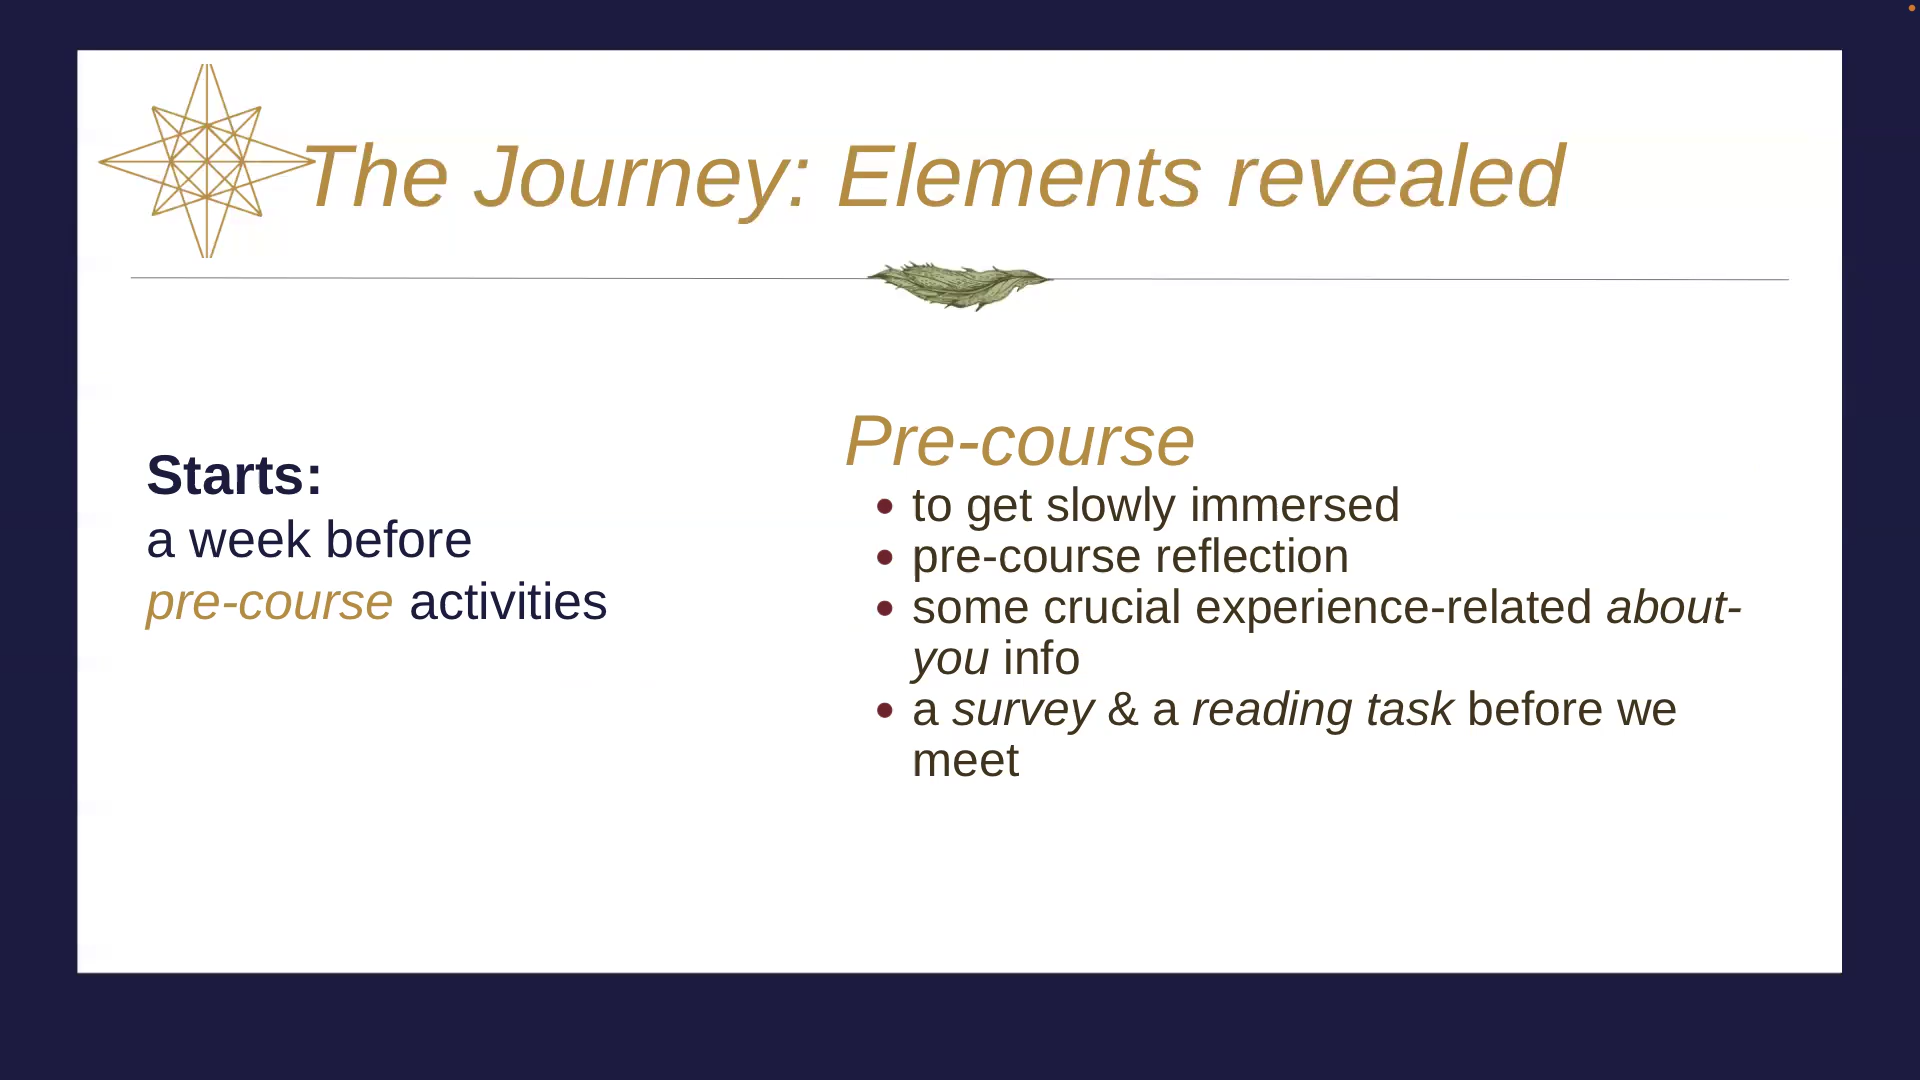 The Journey: Elements revealed
Starts:
a week before
pre-course activities
Pre-course
to get slowly immersed
pre-course reflection
some crucial experience-related about-
you info
a survey & a reading task before we
meet